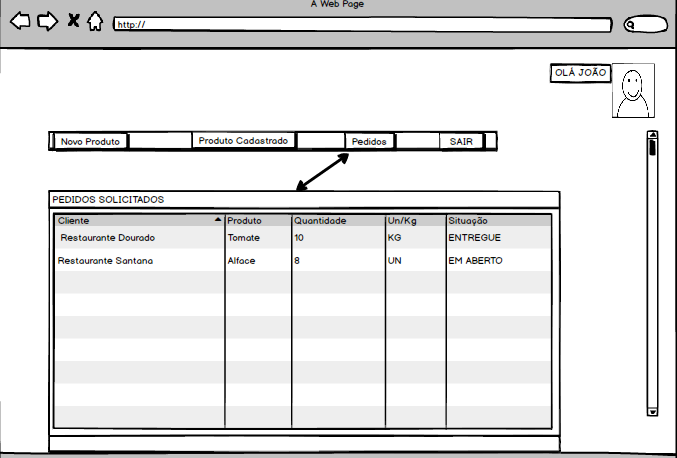 A Web Page
http://
OLÁ JOÃO
Novo Produto Produto Cadastrado Pedidos SAIR
PEDIDOS SOLICITADOS
Cliente Produto Quantidade Un/Kg Situação
Restaurante Dourado Tomate 10 KG ENTREGUE
Restaurante Santana Alface 8 UN EM ABERTO